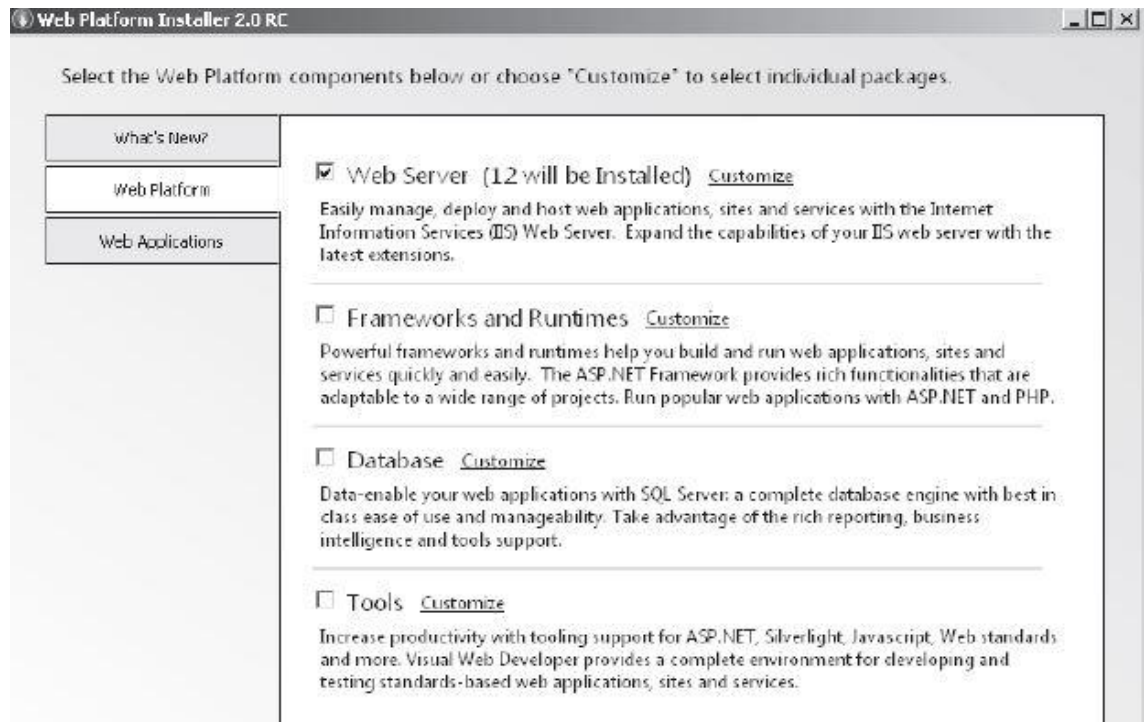 Web Platform Installer 2.0 RC
Select the Web Platform components below or choose "Customize" to select individual packages.
What's New?
Web Platform
Web Applications
Web Server (12 will be Installed) Customize
Easily manage, deploy and host web applications, sites and services with the Internet
Information Services (IIS) Web Server. Expand the capabilities of your IIS web server with the
latest extensions.
Frameworks and Runtimes Customize
Powerful frameworks and runtimes help you build and run web applications, sites and
services quickly and easily. The ASP.NET Framework provides rich functionalities that are
adaptable to a wide range of projects. Run popular web applications with ASP.NET and PHP.
Database Customize
Data-enable your web applications with SQL Server: a complete database engine with best in
class ease of use and manageability. Take advantage of the rich reporting, business
intelligence and tools support.
Tools Customize
Increase productivity with tooling support for ASP.NET, Silverlight, Javascript, Web standards
and more. Visual Web Developer provides a complete environment for developing and
testing standards-based web applications, sites and services.